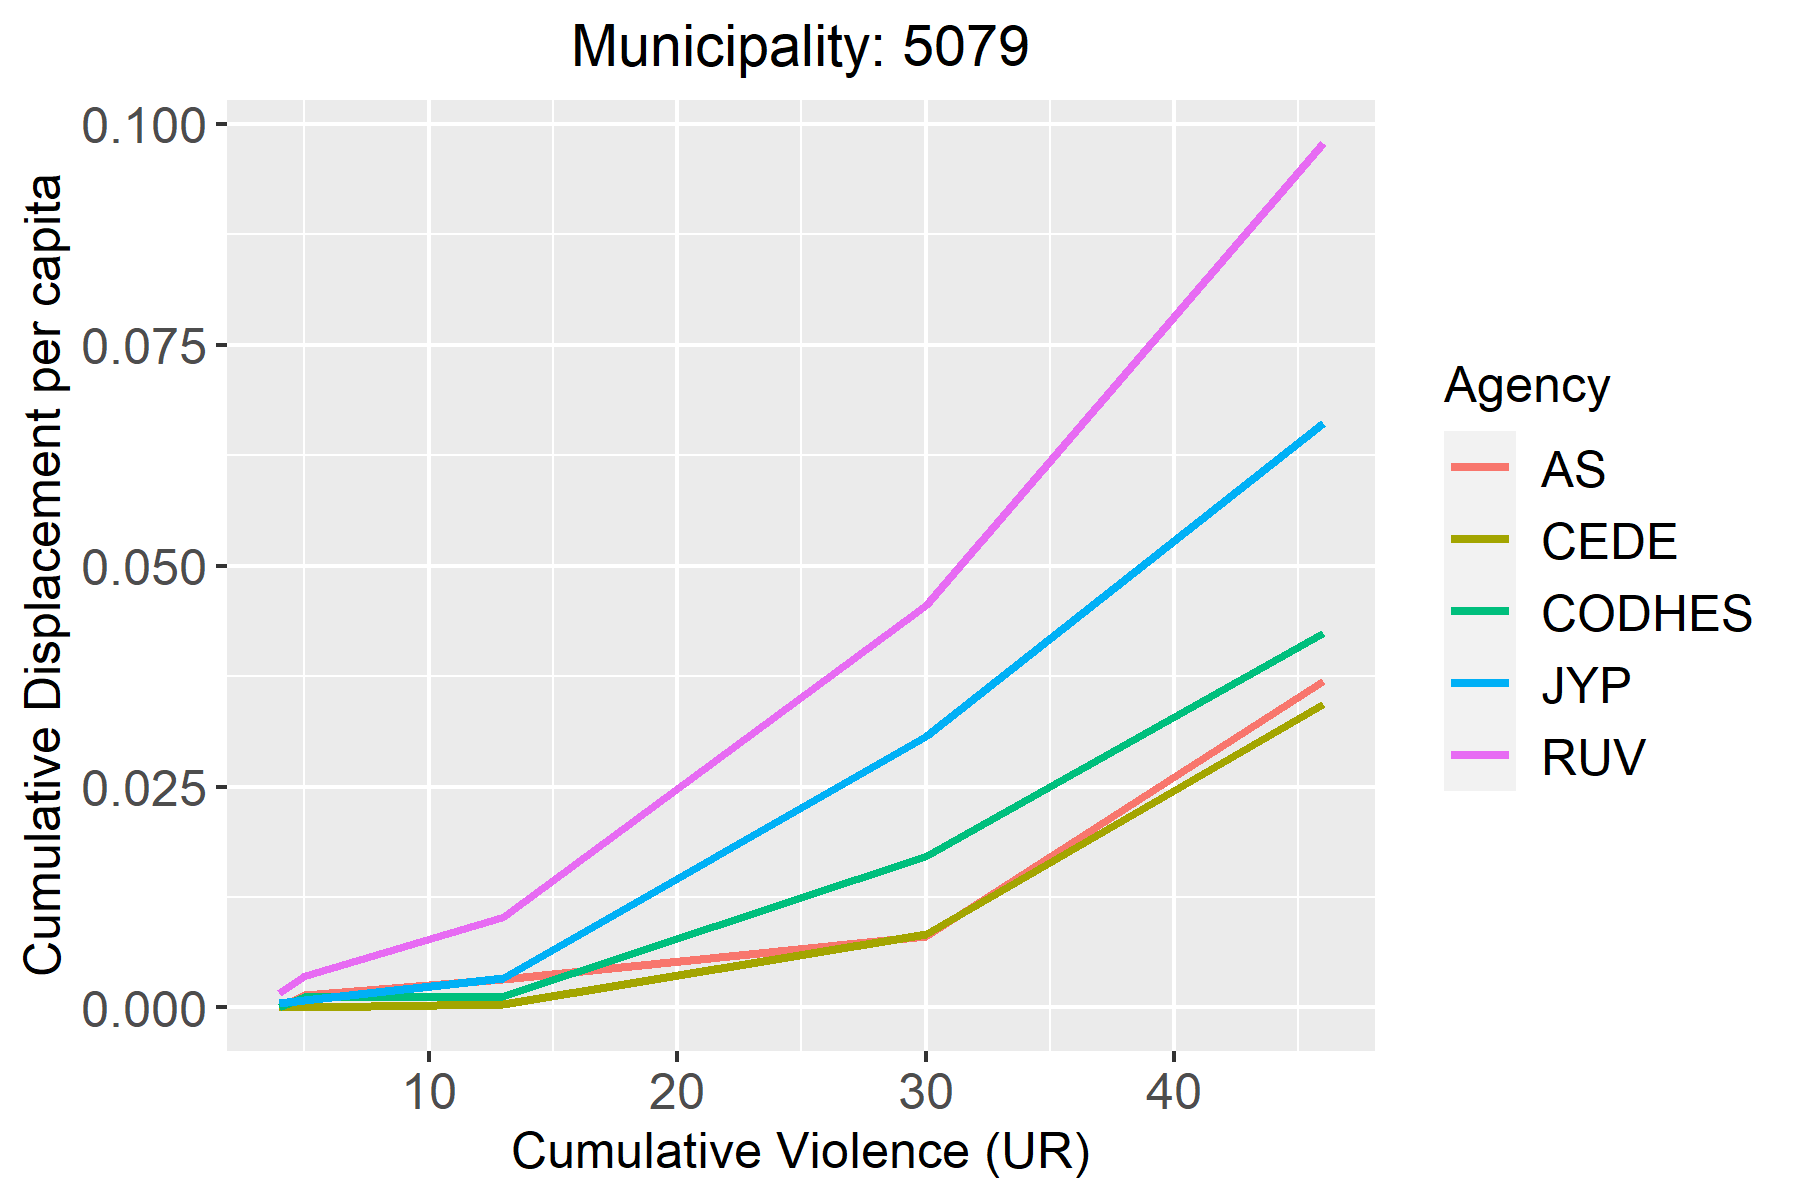 Municipality: 5079
Cumulative Displacement per capita
0.100
0.075
0.050
0.025
0.000
10 20 30 40
Cumulative Violence (UR)
Agency
AS
CEDE
CODHES
JYP
RUV